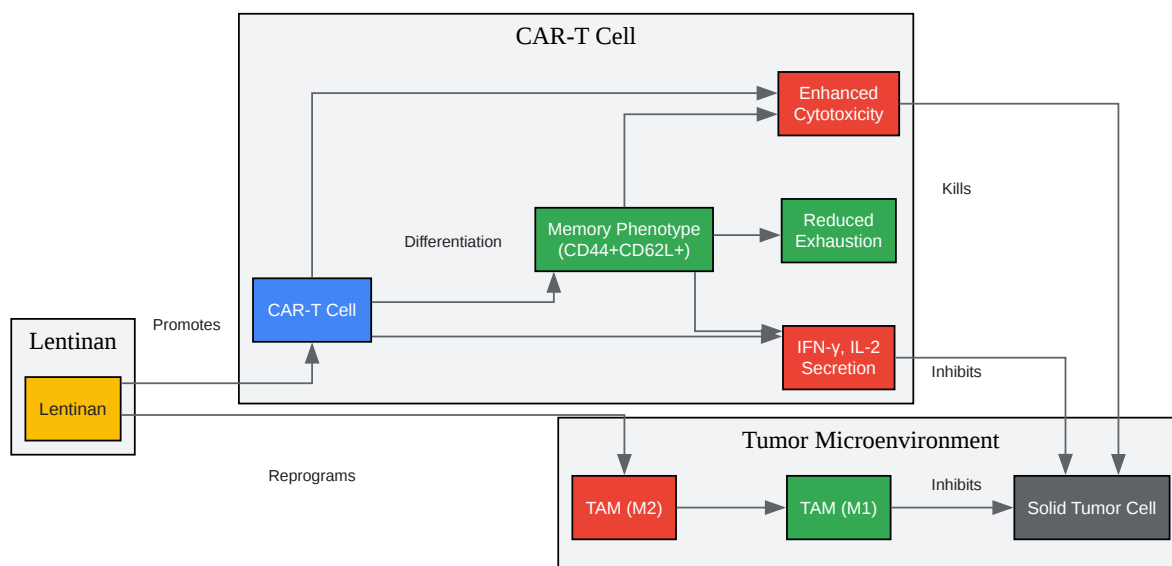 CAR-T Cell
Enhanced
Cytotoxicity
Kills
Memory Phenotype
(CD44+CD62L+)
Reduced
Exhaustion
Differentiation
CAR-T Cell
Promotes
Lentinan
IFN-γ, IL-2
Secretion
Inhibits
Lentinan
Tumor Microenvironment
Reprograms
Inhibits
TAM (M2)
TAM (M1)
Solid Tumor Cell